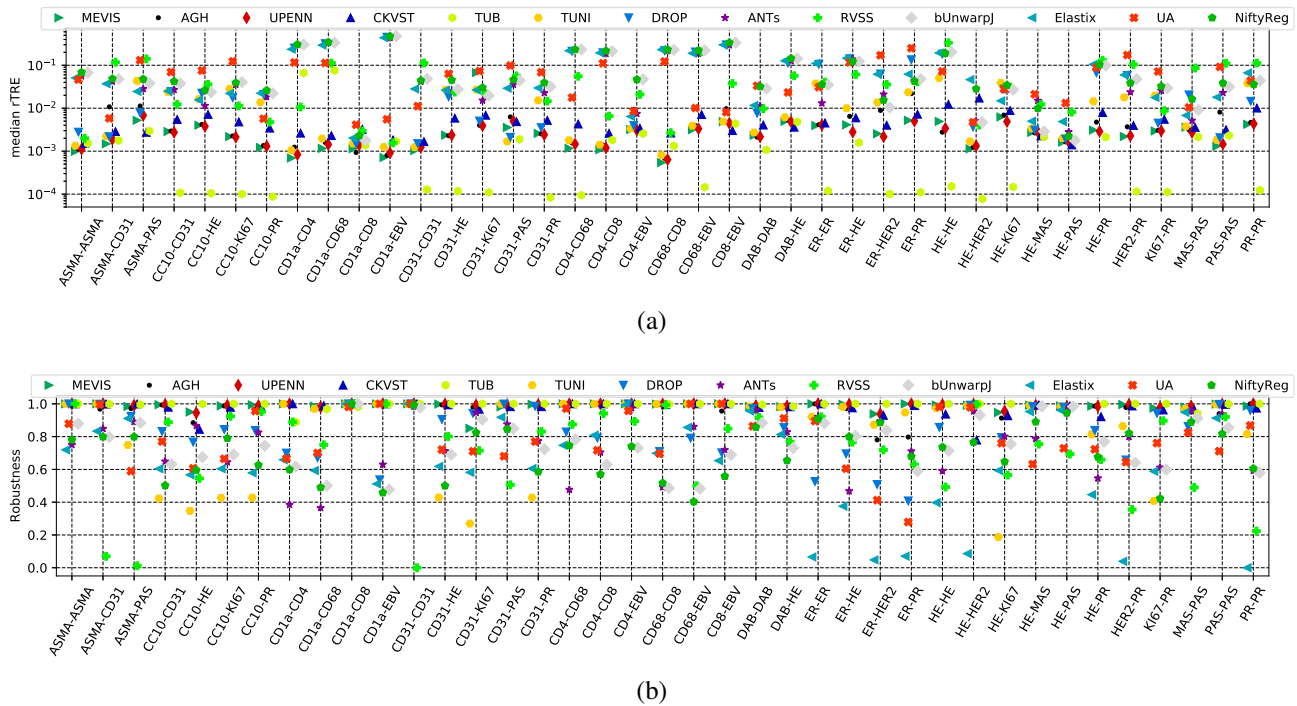 MEVIS AGH UPENN CKVST TUB TUNI DROP ANTs RVSS bUnwarpJ Elastix UA NiftyReg
median rTRE
10⁻¹
10⁻²
10⁻³
10⁻⁴
ASMA-ASMA
ASMA-CD31
ASMA-PAS
CC10-CD31
CC10-HE
CC10-KI67
CC10-PR
CD1a-CD4
CD1a-CD68
CD1a-CD8
CD1a-EBV
CD31-CD31
CD31-HE
CD31-KI67
CD31-PAS
CD31-PR
CD4-CD68
CD4-CD8
CD4-EBV
CD68-CD8
CD68-EBV
CD8-EBV
DAB-DAB
DAB-HE
ER-ER
ER-HE
ER-HER2
ER-PR
HE-HE
HE-HER2
HE-KI67
HE-MAS
HE-PAS
HE-PR
HER2-PR
KI67-PR
MAS-PAS
PAS-PAS
PR-PR
(a)
MEVIS AGH UPENN CKVST TUB TUNI DROP ANTs RVSS bUnwarpJ Elastix UA NiftyReg
Robustness
1.0
0.8
0.6
0.4
0.2
0.0
ASMA-ASMA
ASMA-CD31
ASMA-PAS
CC10-CD31
CC10-HE
CC10-KI67
CC10-PR
CD1a-CD4
CD1a-CD68
CD1a-CD8
CD1a-EBV
CD31-CD31
CD31-HE
CD31-KI67
CD31-PAS
CD31-PR
CD4-CD68
CD4-CD8
CD4-EBV
CD68-CD8
CD68-EBV
CD8-EBV
DAB-DAB
DAB-HE
ER-ER
ER-HE
ER-HER2
ER-PR
HE-HE
HE-HER2
HE-KI67
HE-MAS
HE-PAS
HE-PR
HER2-PR
KI67-PR
MAS-PAS
PAS-PAS
PR-PR
(b)